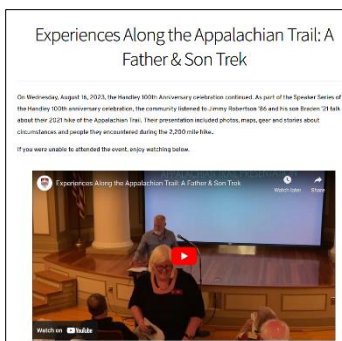 Experiences Along the Appalachian Trail: A
Father & Son Trek
On Wednesday, August 16, 2023, the Handley 100th Anniversary celebration continued. As part of the Speaker Series of
the Handley 100th anniversary celebration, the community listened to Jimmy Robertson '86 and his son Braden '21 talk
about their 2021 hike of the Appalachian Trail. Their presentation included photos, maps, gear and stories about
circumstances and people they encountered during the 2,200 mile hike.
If you were unable to attended the event, enjoy watching below.
Experiences Along the Appalachian Trail: A Father & Son Trek
Watch later
Share
Watch on YouTube